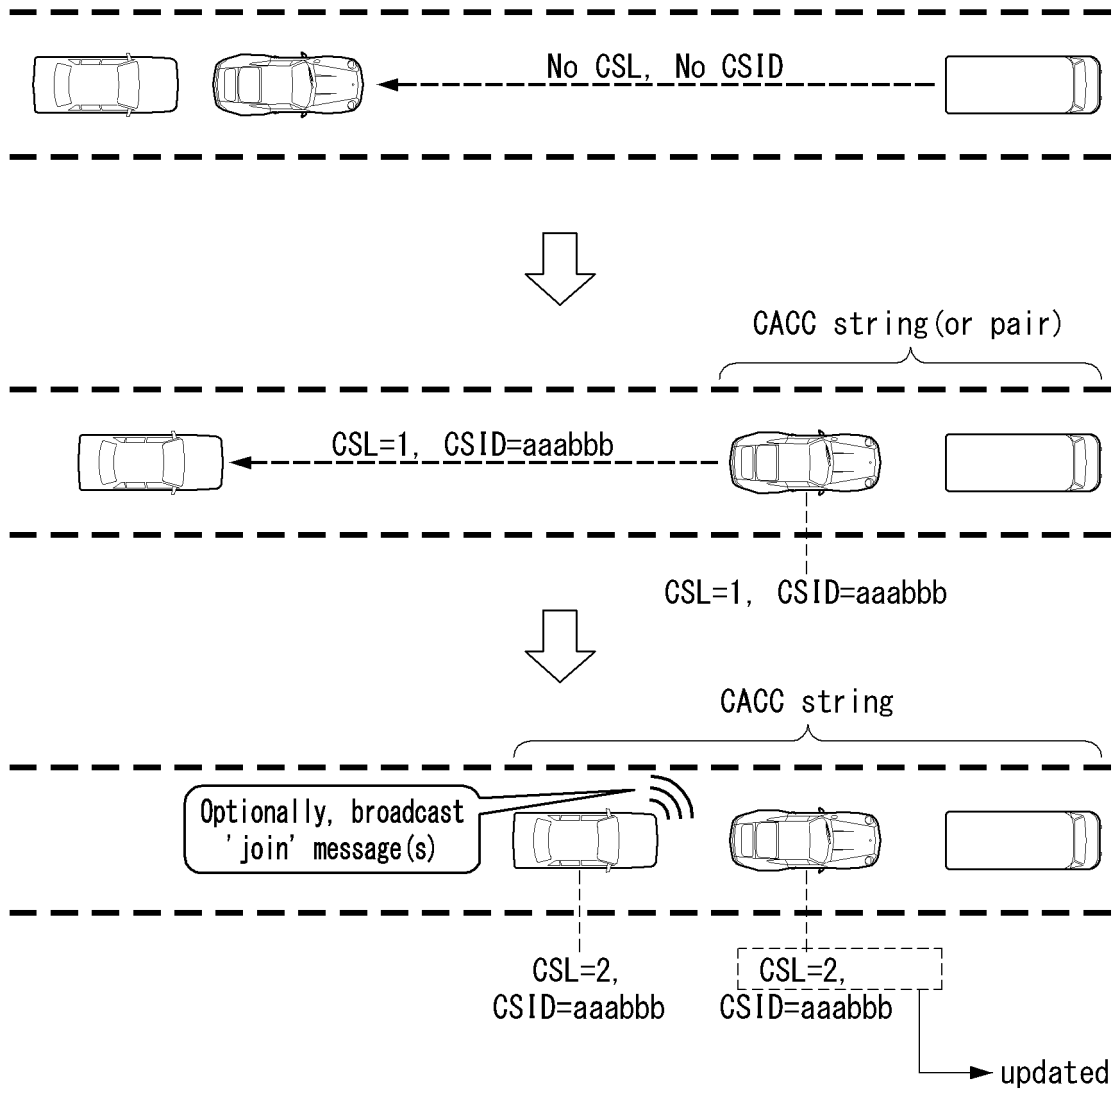 No CSL, No CSID
CACC string(or pair)
CSL=1, CSID=aaabbb
CSL=1, CSID=aaabbb
CACC string
Optionally, broadcast
'join' message(s)
CSL=2,
CSID=aaabbb
CSL=2,
CSID=aaabbb
updated